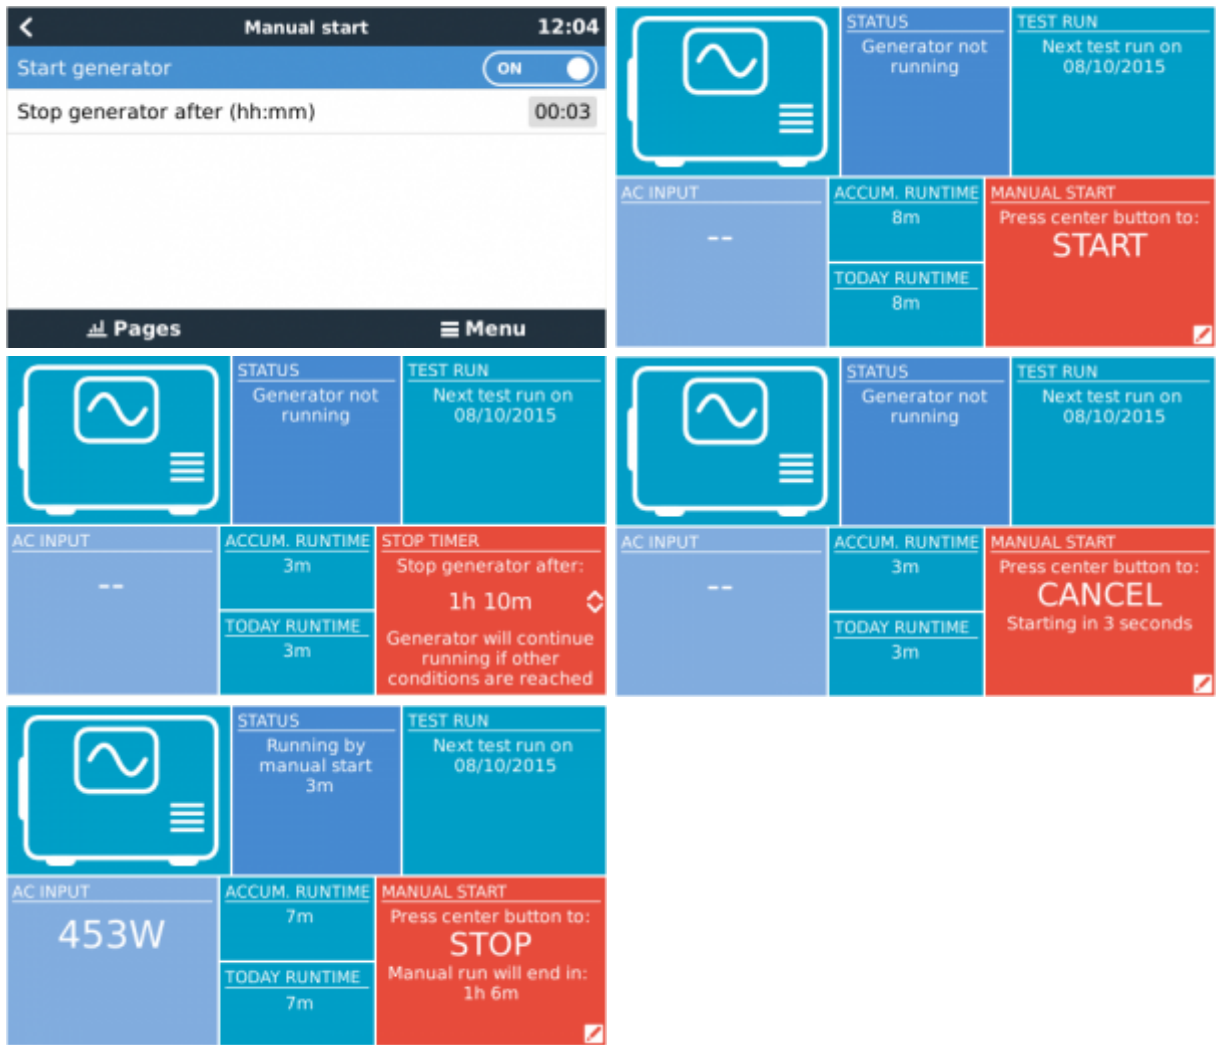 Manual start 12:04
Start generator ON
Stop generator after (hh:mm) 00:03
Pages Menu
STATUS
Generator not
running
TEST RUN
Next test run on
08/10/2015
AC INPUT
--
ACCUM. RUNTIME
8m
TODAY RUNTIME
8m
MANUAL START
Press center button to:
START
STATUS
Generator not
running
TEST RUN
Next test run on
08/10/2015
AC INPUT
--
ACCUM. RUNTIME
3m
TODAY RUNTIME
3m
STOP TIMER
Stop generator after:
1h 10m
Generator will continue
running if other
conditions are reached
STATUS
Generator not
running
TEST RUN
Next test run on
08/10/2015
AC INPUT
--
ACCUM. RUNTIME
3m
TODAY RUNTIME
3m
MANUAL START
Press center button to:
CANCEL
Starting in 3 seconds
STATUS
Running by
manual start
3m
TEST RUN
Next test run on
08/10/2015
AC INPUT
453W
ACCUM. RUNTIME
7m
TODAY RUNTIME
7m
MANUAL START
Press center button to:
STOP
Manual run will end in:
1h 6m